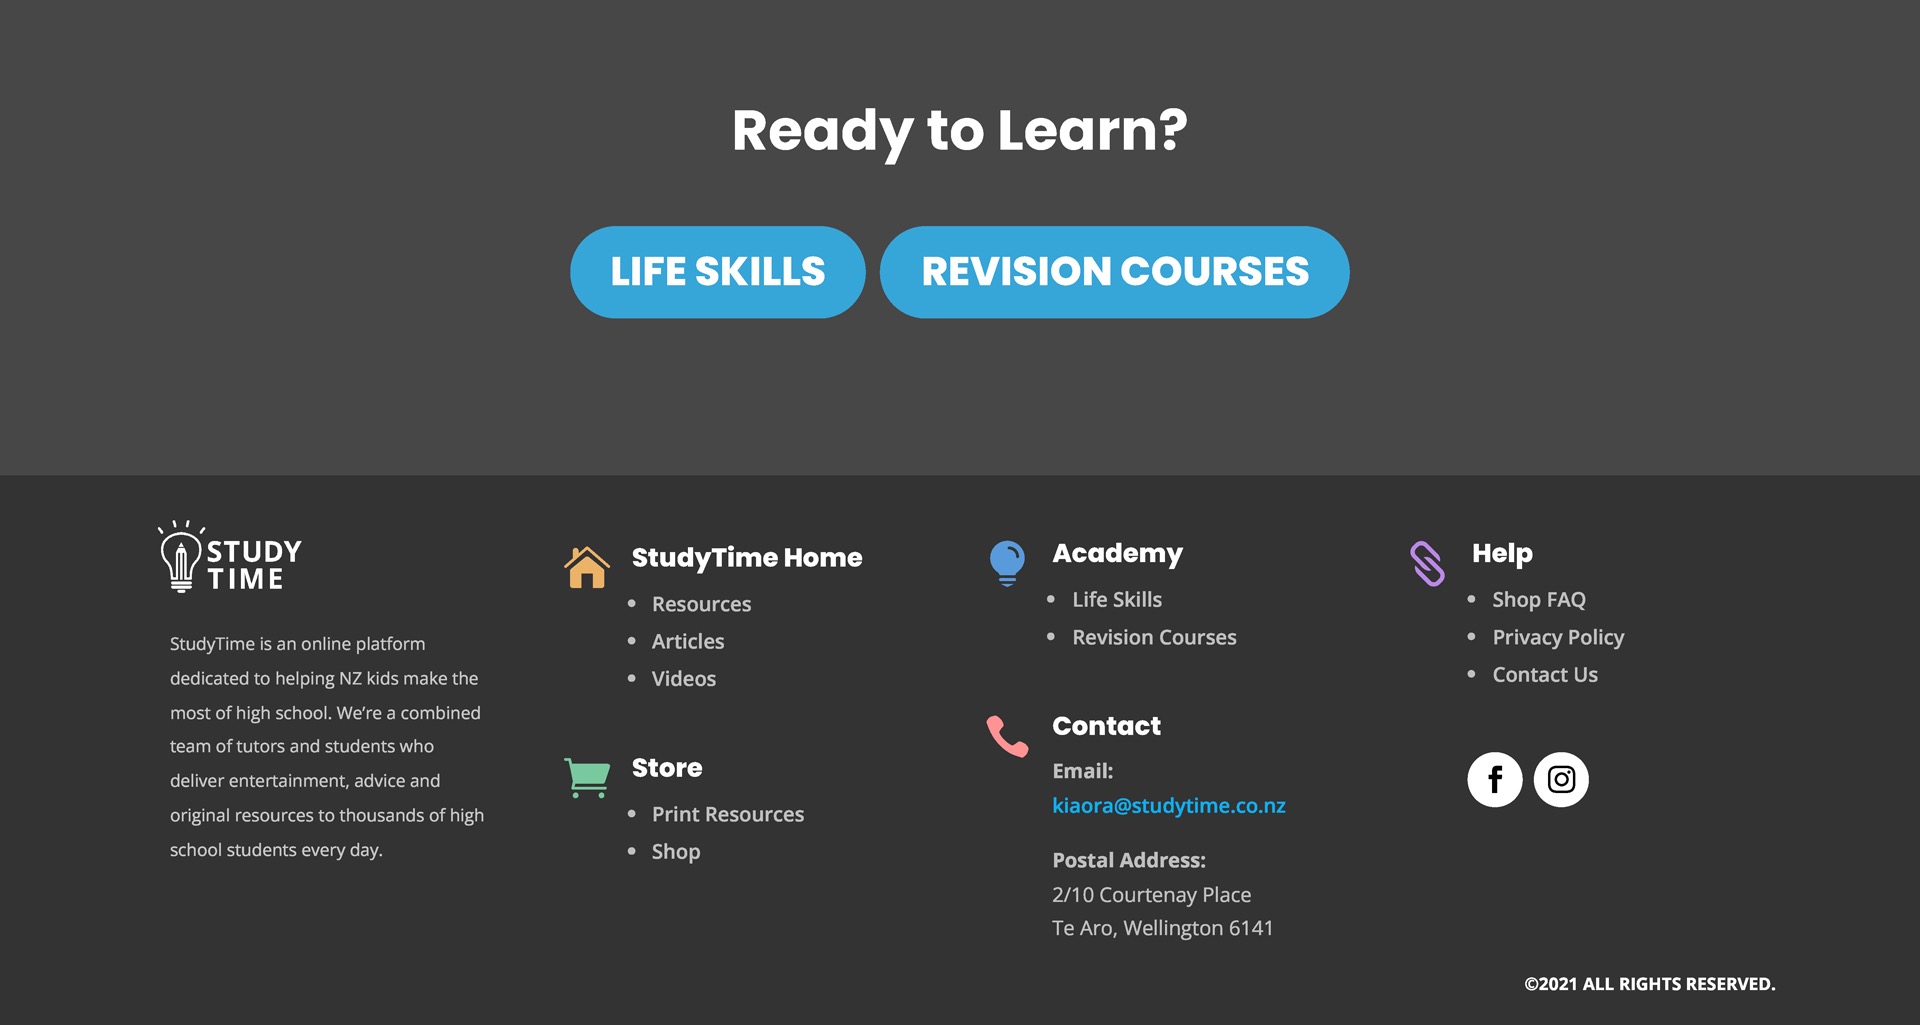 Ready to Learn?
LIFE SKILLS
REVISION COURSES
STUDY
TIME
StudyTime is an online platform
dedicated to helping NZ kids make the
most of high school. We’re a combined
team of tutors and students who
deliver entertainment, advice and
original resources to thousands of high
school students every day.
StudyTime Home
Resources
Articles
Videos
Store
Print Resources
Shop
Academy
Life Skills
Revision Courses
Contact
Email:
kiaora@studytime.co.nz
Postal Address:
2/10 Courtenay Place
Te Aro, Wellington 6141
Help
Shop FAQ
Privacy Policy
Contact Us
©2021 ALL RIGHTS RESERVED.